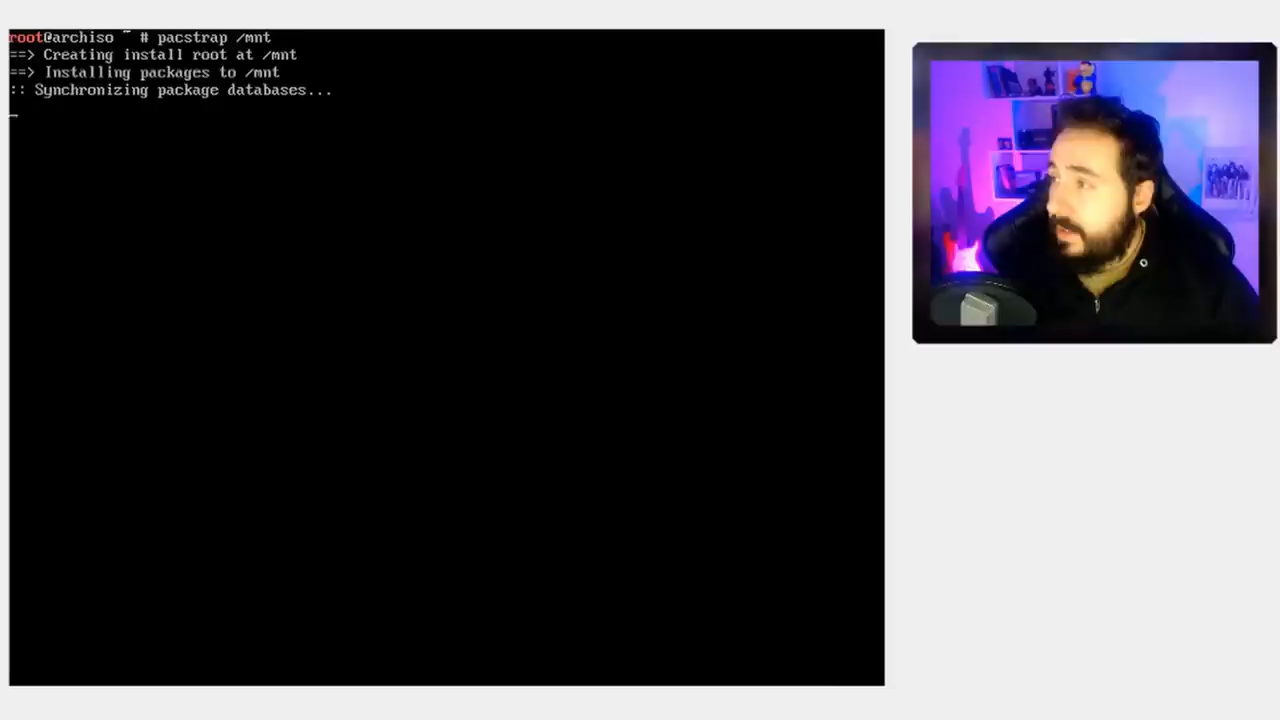 root@archiso ~ # pacstrap /mnt
==> Creating install root at /mnt
==> Installing packages to /mnt
:: Synchronizing package databases...